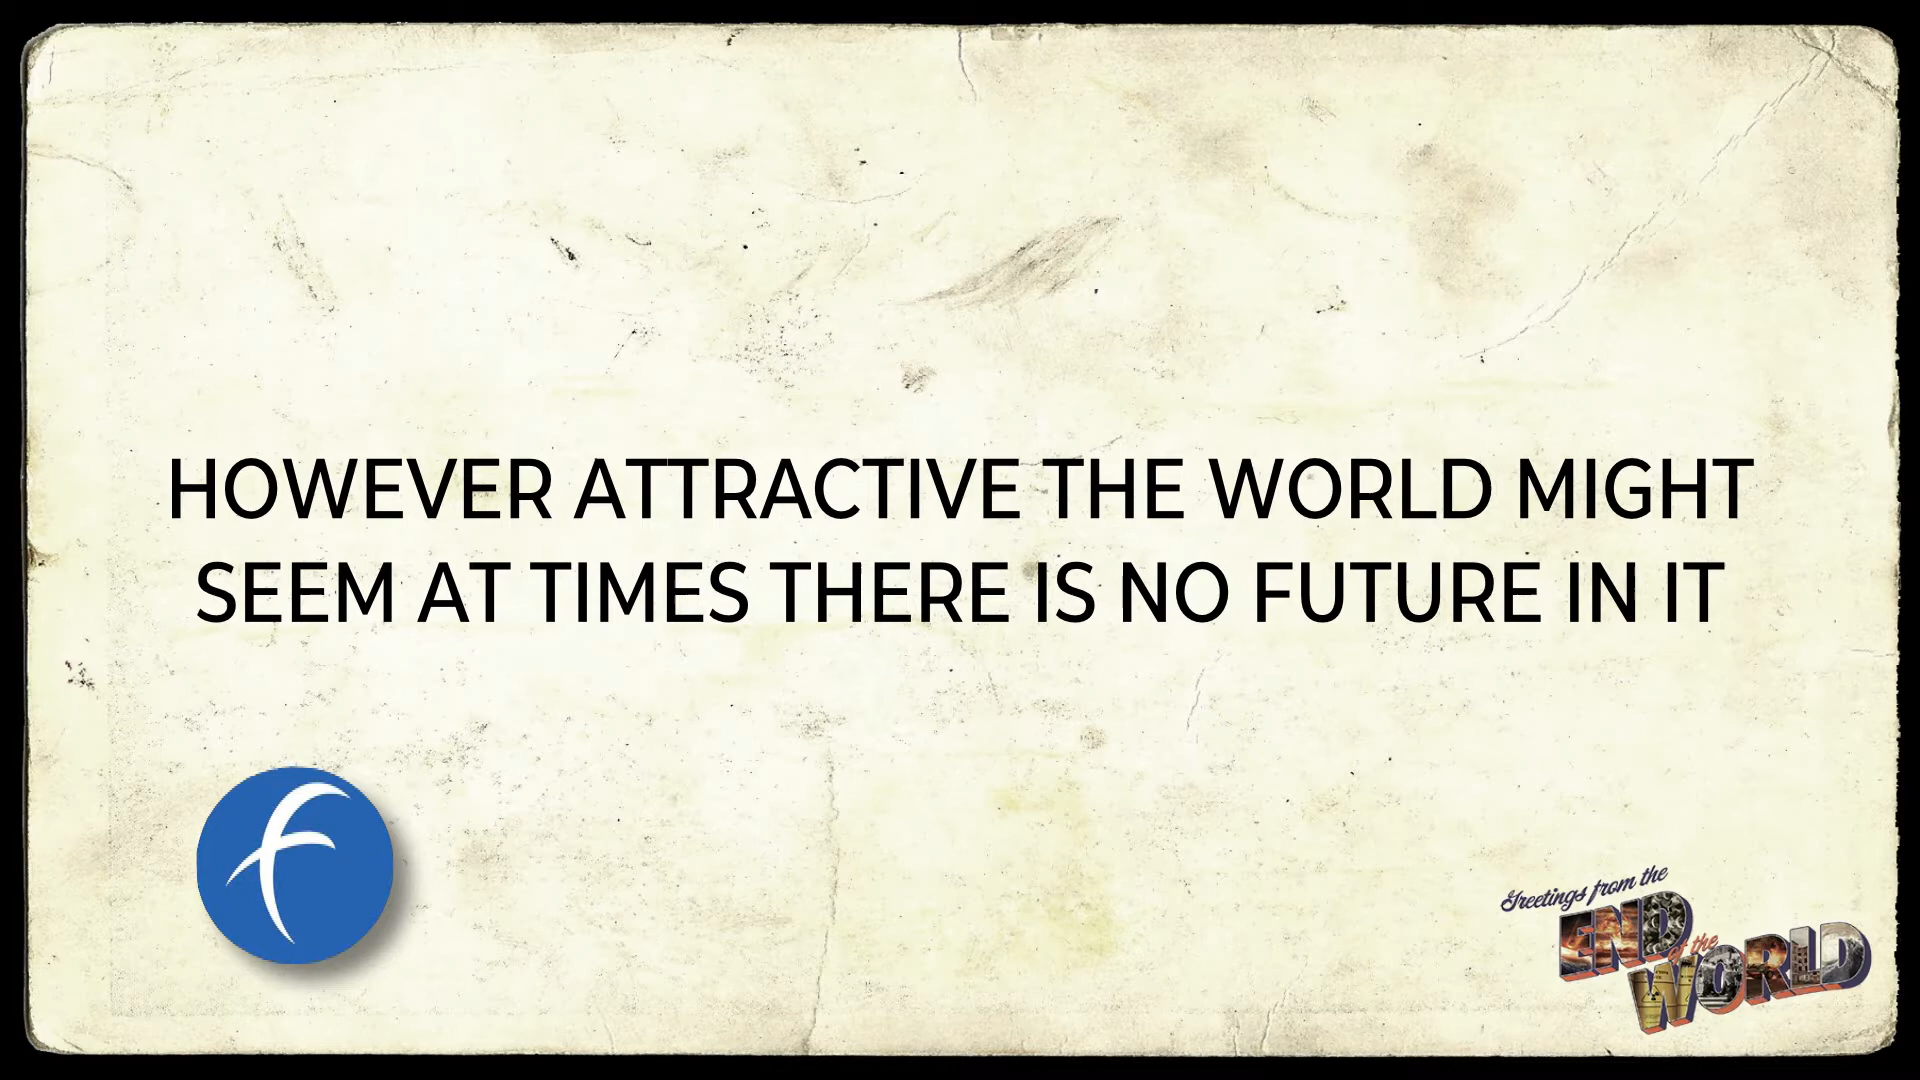 HOWEVER ATTRACTIVE THE WORLD MIGHT
SEEM AT TIMES THERE IS NO FUTURE IN IT
Greetings from the
END
of the
WORLD